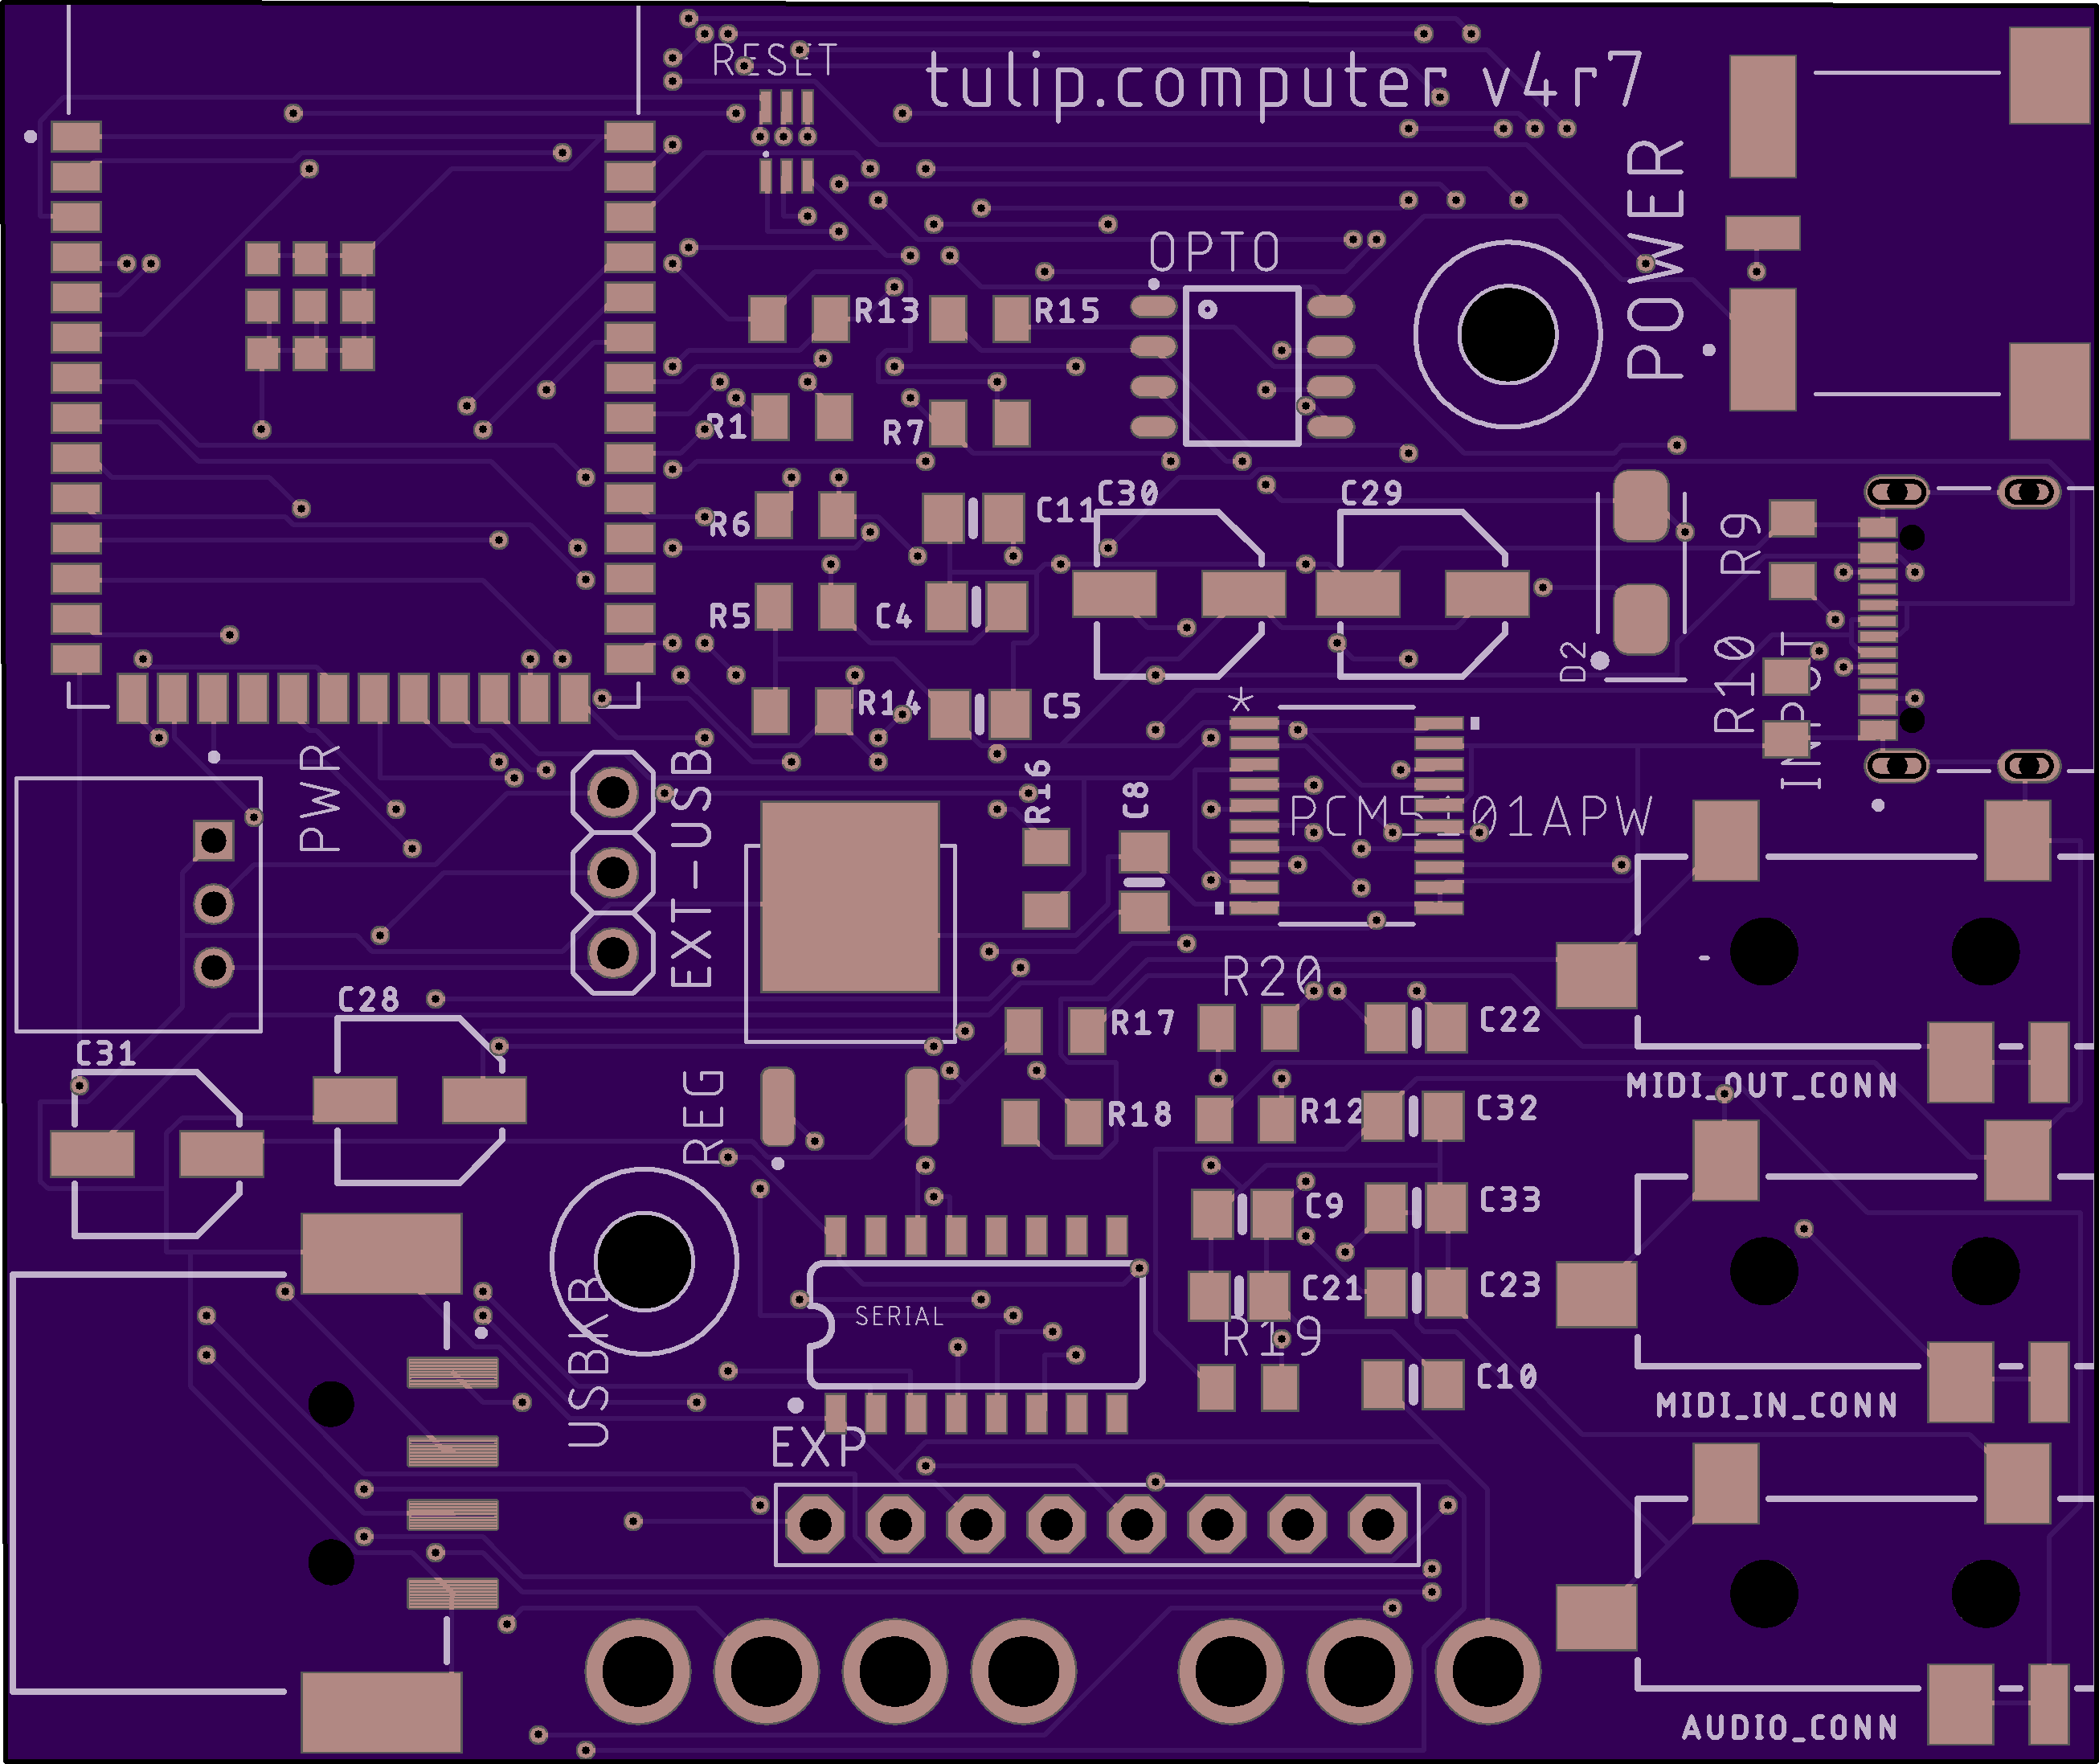 RESET
tulip.computer v4r7
POWER
OPTO
R13
R15
R1
R7
C30
C29
C11
R6
R9
R5
C4
D2
R10
INPUT
R14
C5
*
PWR
EXT-USB
R16
C8
PCM5101APW
R20
C28
R17
C22
C31
REG
R18
R12
C32
MIDI_OUT_CONN
C9
C33
C21
C23
SERIAL
R19
USBKB
C10
MIDI_IN_CONN
EXP
AUDIO_CONN